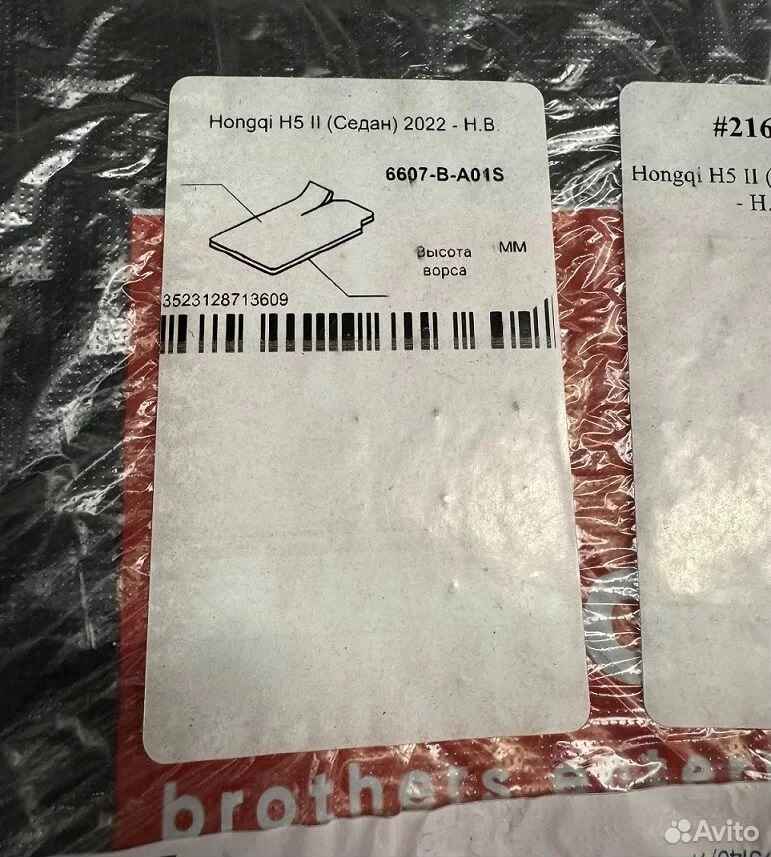 Hongqi H5 II (Седан) 2022 - Н.В.
6607-B-A01S
Высота
ворса
ММ
3523128713609
#216
Hongqi H5 II (
- Н.
brothers
Avito